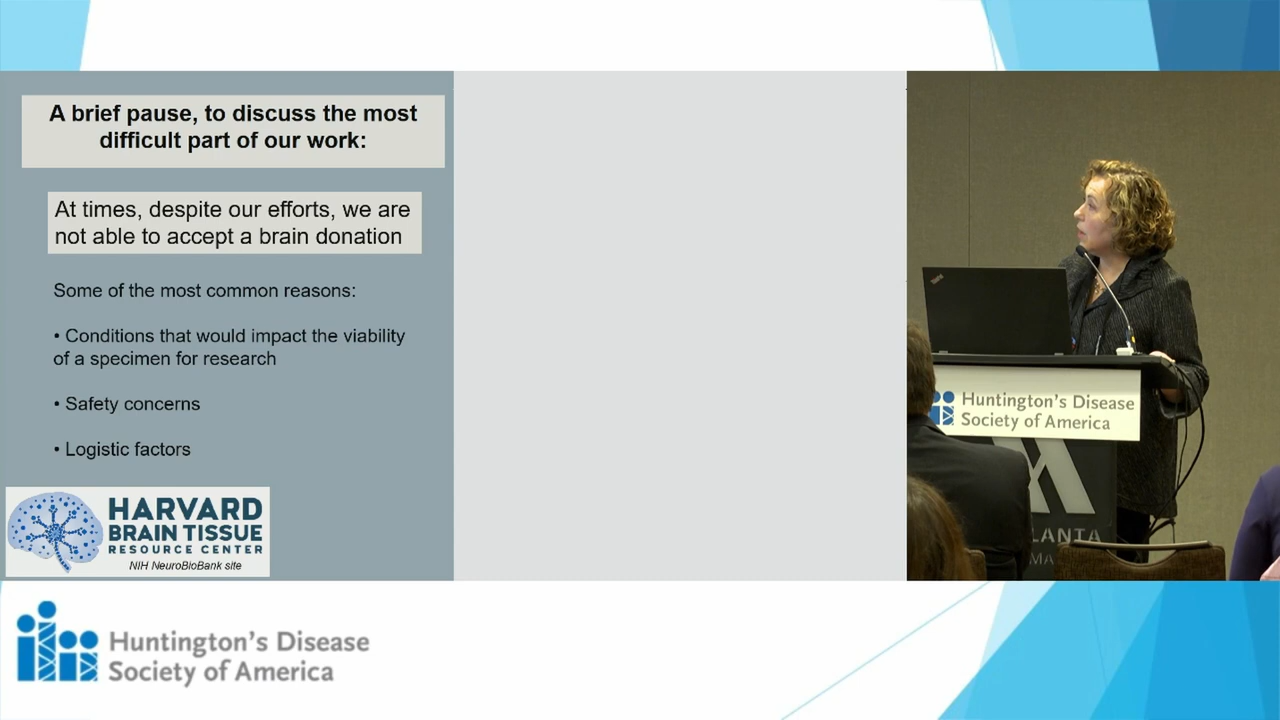 A brief pause, to discuss the most
difficult part of our work:
At times, despite our efforts, we are
not able to accept a brain donation
Some of the most common reasons:
• Conditions that would impact the viability
of a specimen for research
• Safety concerns
• Logistic factors
HARVARD
BRAIN TISSUE
RESOURCE CENTER
NIH NeuroBioBank site
Huntington's Disease
Society of America
Huntington's Disease
Society of America